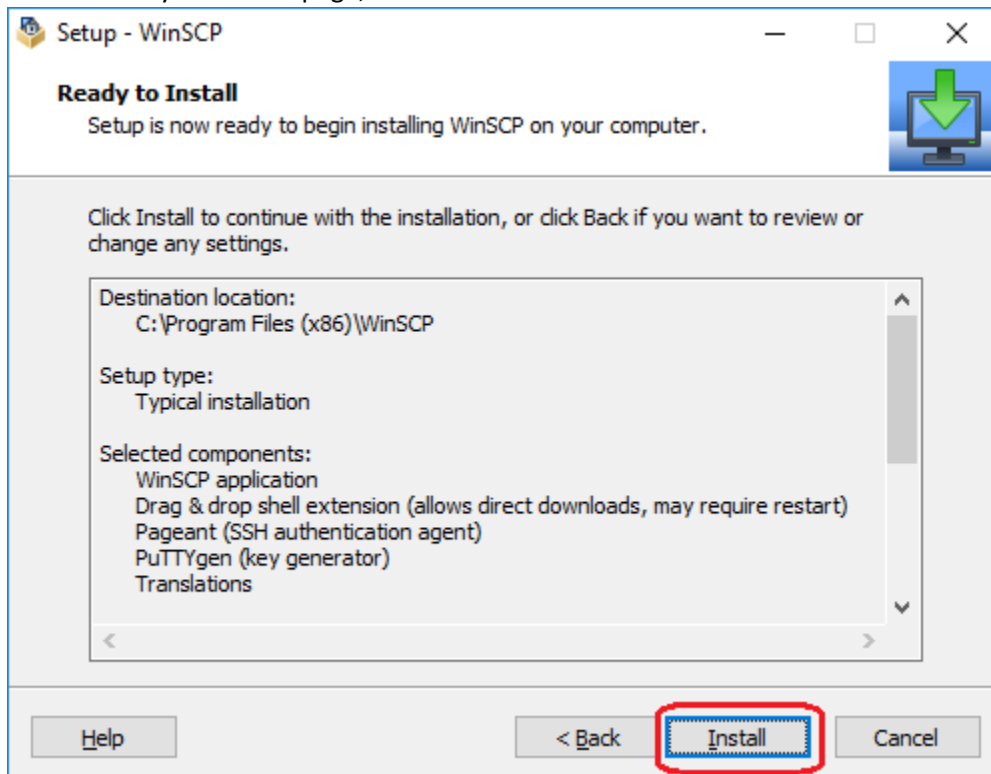 Setup - WinSCP
Ready to Install
Setup is now ready to begin installing WinSCP on your computer.
Click Install to continue with the installation, or click Back if you want to review or
change any settings.
Destination location:
C:\Program Files (x86)\WinSCP
Setup type:
Typical installation
Selected components:
WinSCP application
Drag & drop shell extension (allows direct downloads, may require restart)
Pageant (SSH authentication agent)
PuTTYgen (key generator)
Translations
Help
< Back
Install
Cancel